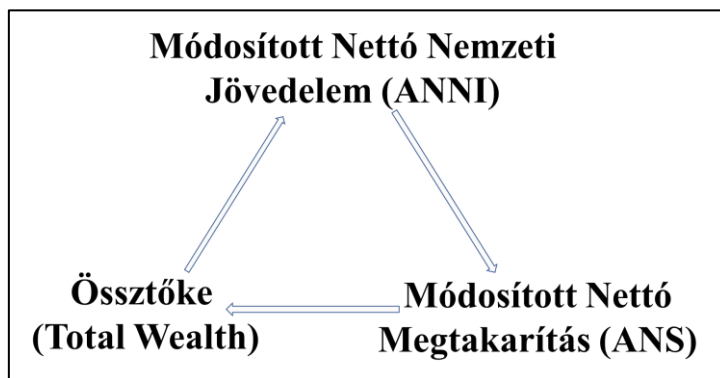 Módosított Nettó Nemzeti
Jövedelem (ANNI)
Össztőke
(Total Wealth)
Módosított Nettó
Megtakarítás (ANS)